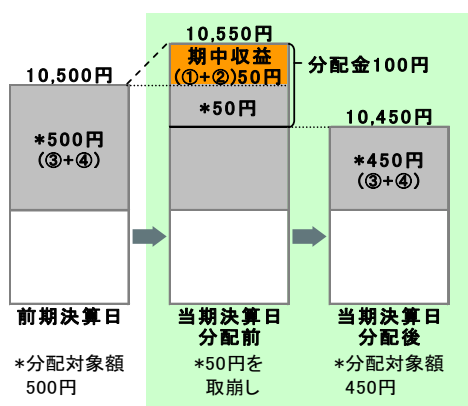 10,550円
期中収益
(①+②)50円
分配金100円
10,500円
*50円
10,450円
*500円
(③+④)
*450円
(③+④)
前期決算日
当期決算日
分配前
当期決算日
分配後
*分配対象額
500円
*50円を
取崩し
*分配対象額
450円